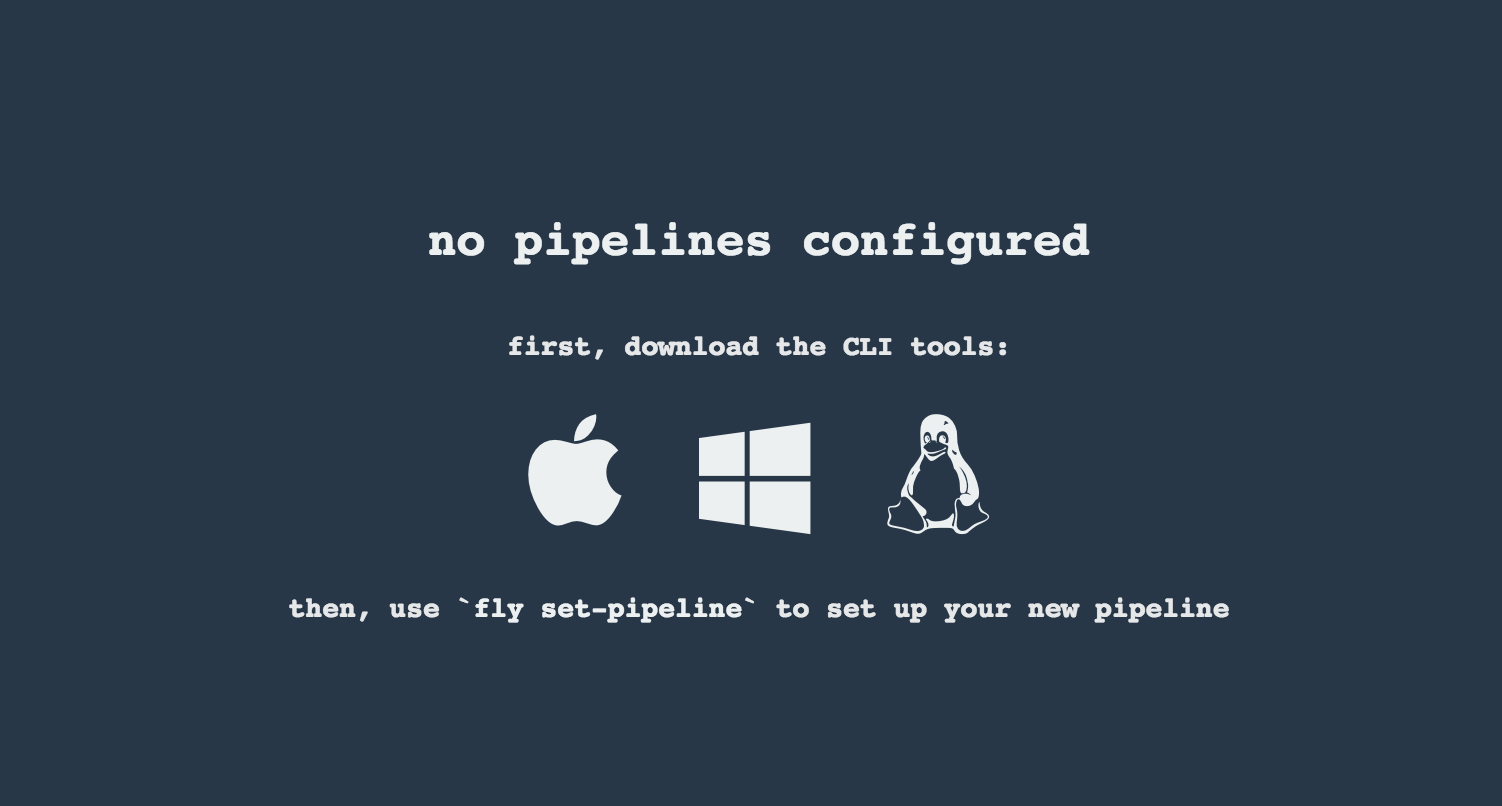 no pipelines configured
first, download the CLI tools:
then, use `fly set-pipeline` to set up your new pipeline